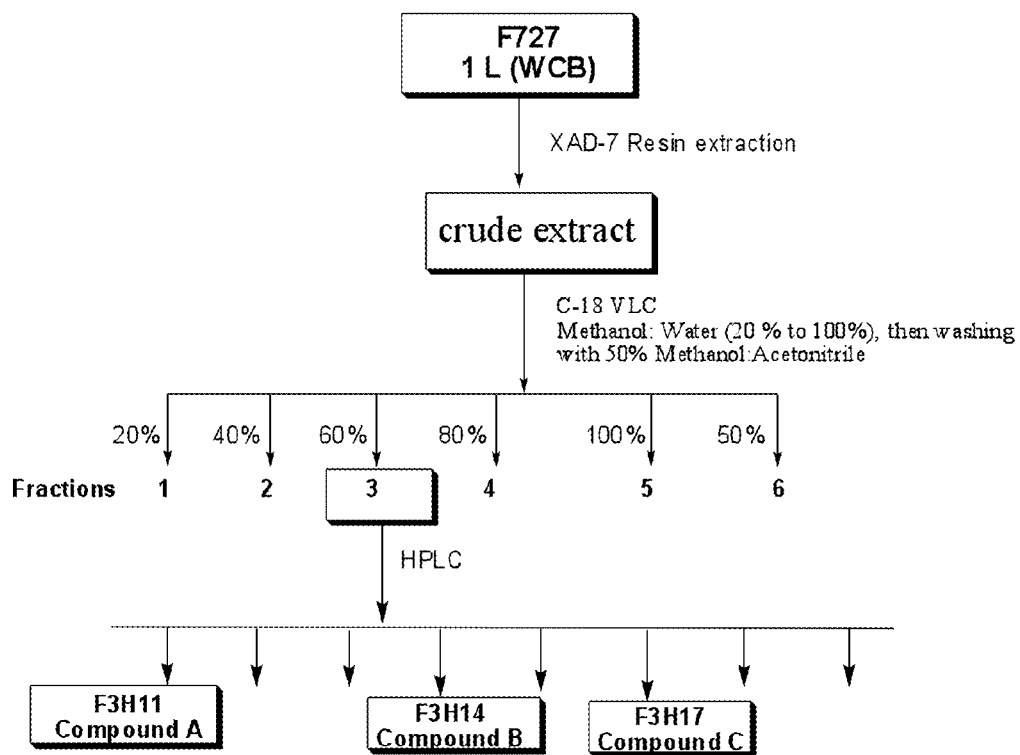 F727
1 L (WCB)
XAD-7 Resin extraction
crude extract
C-18 VLC
Methanol: Water (20 % to 100%), then washing
with 50% Methanol:Acetonitrile
20% 40% 60% 80% 100% 50%
Fractions 1 2 3 4 5 6
HPLC
F3H11
Compound A
F3H14
Compound B
F3H17
Compound C